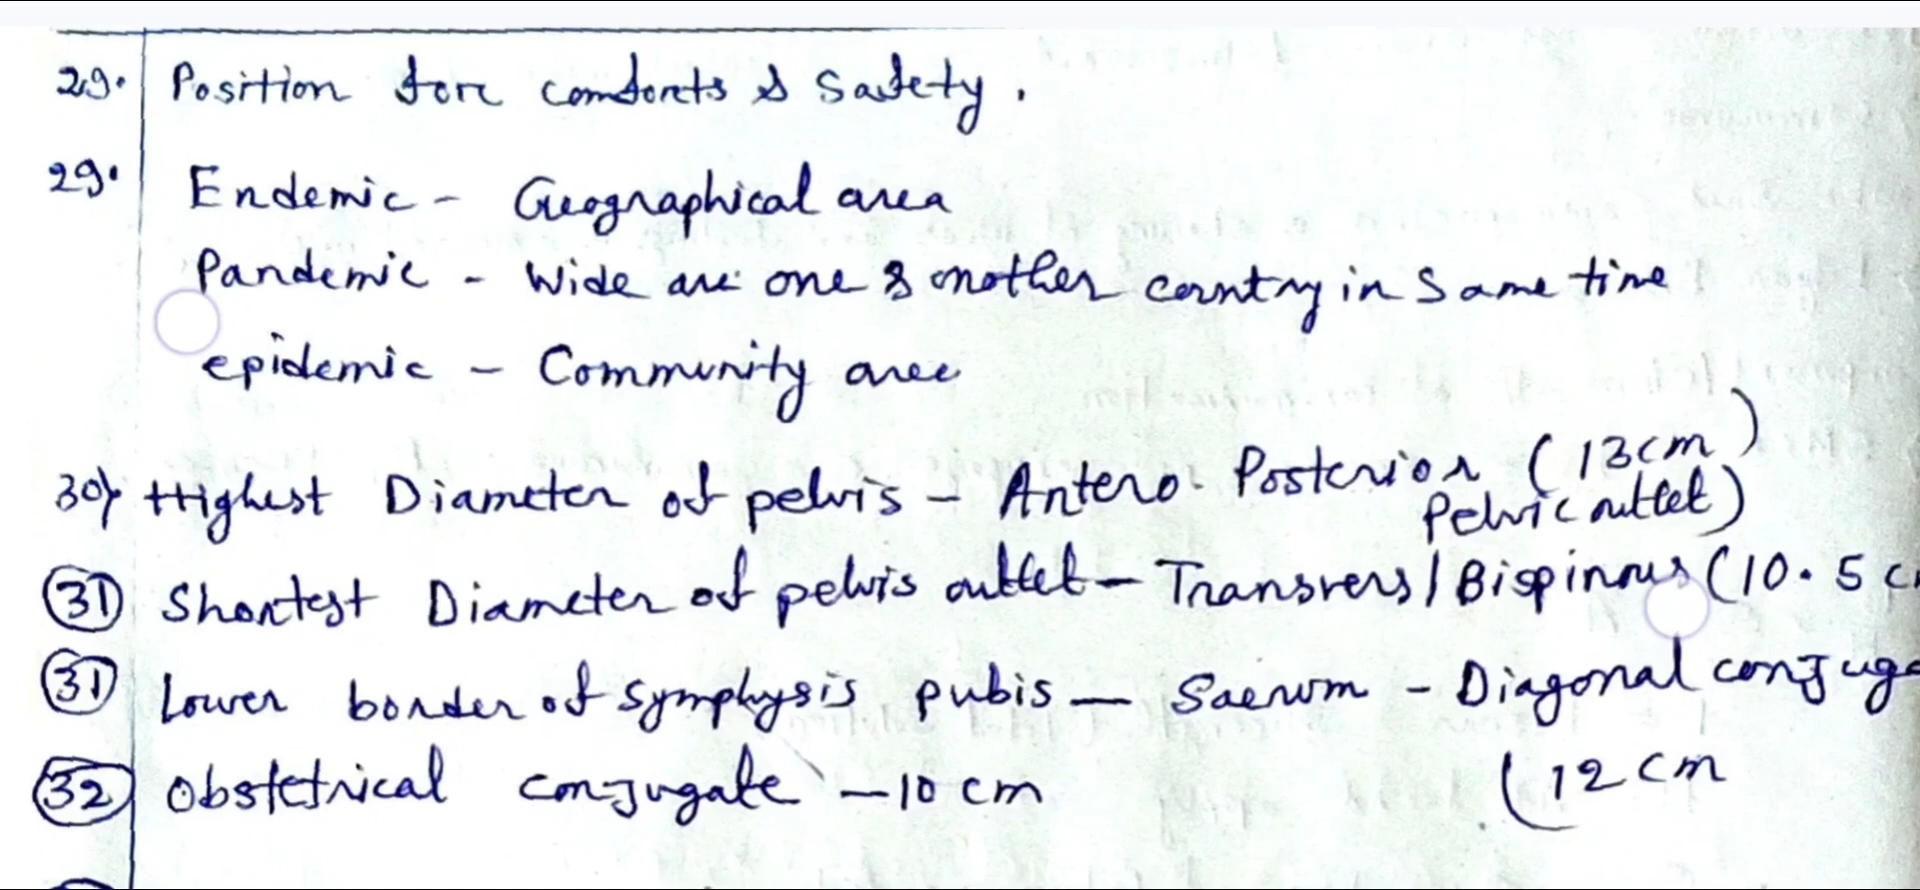 29. Position for comforts & Safety.
29. Endemic - Geographical area
Pandemic - Wide are one & another country in Same time
epidemic - Community area
30) Highest Diameter of pelvis - Antero- Posterior (13cm)
Pelvic outlet)
31 Shortest Diameter of pelvis outlet - Transvers/Bispinous (10.5 c
31 Lower border of symphysis pubis - Sacrum - Diagonal conjuga
(12 cm
32 Obstetrical conjugate - 10 cm